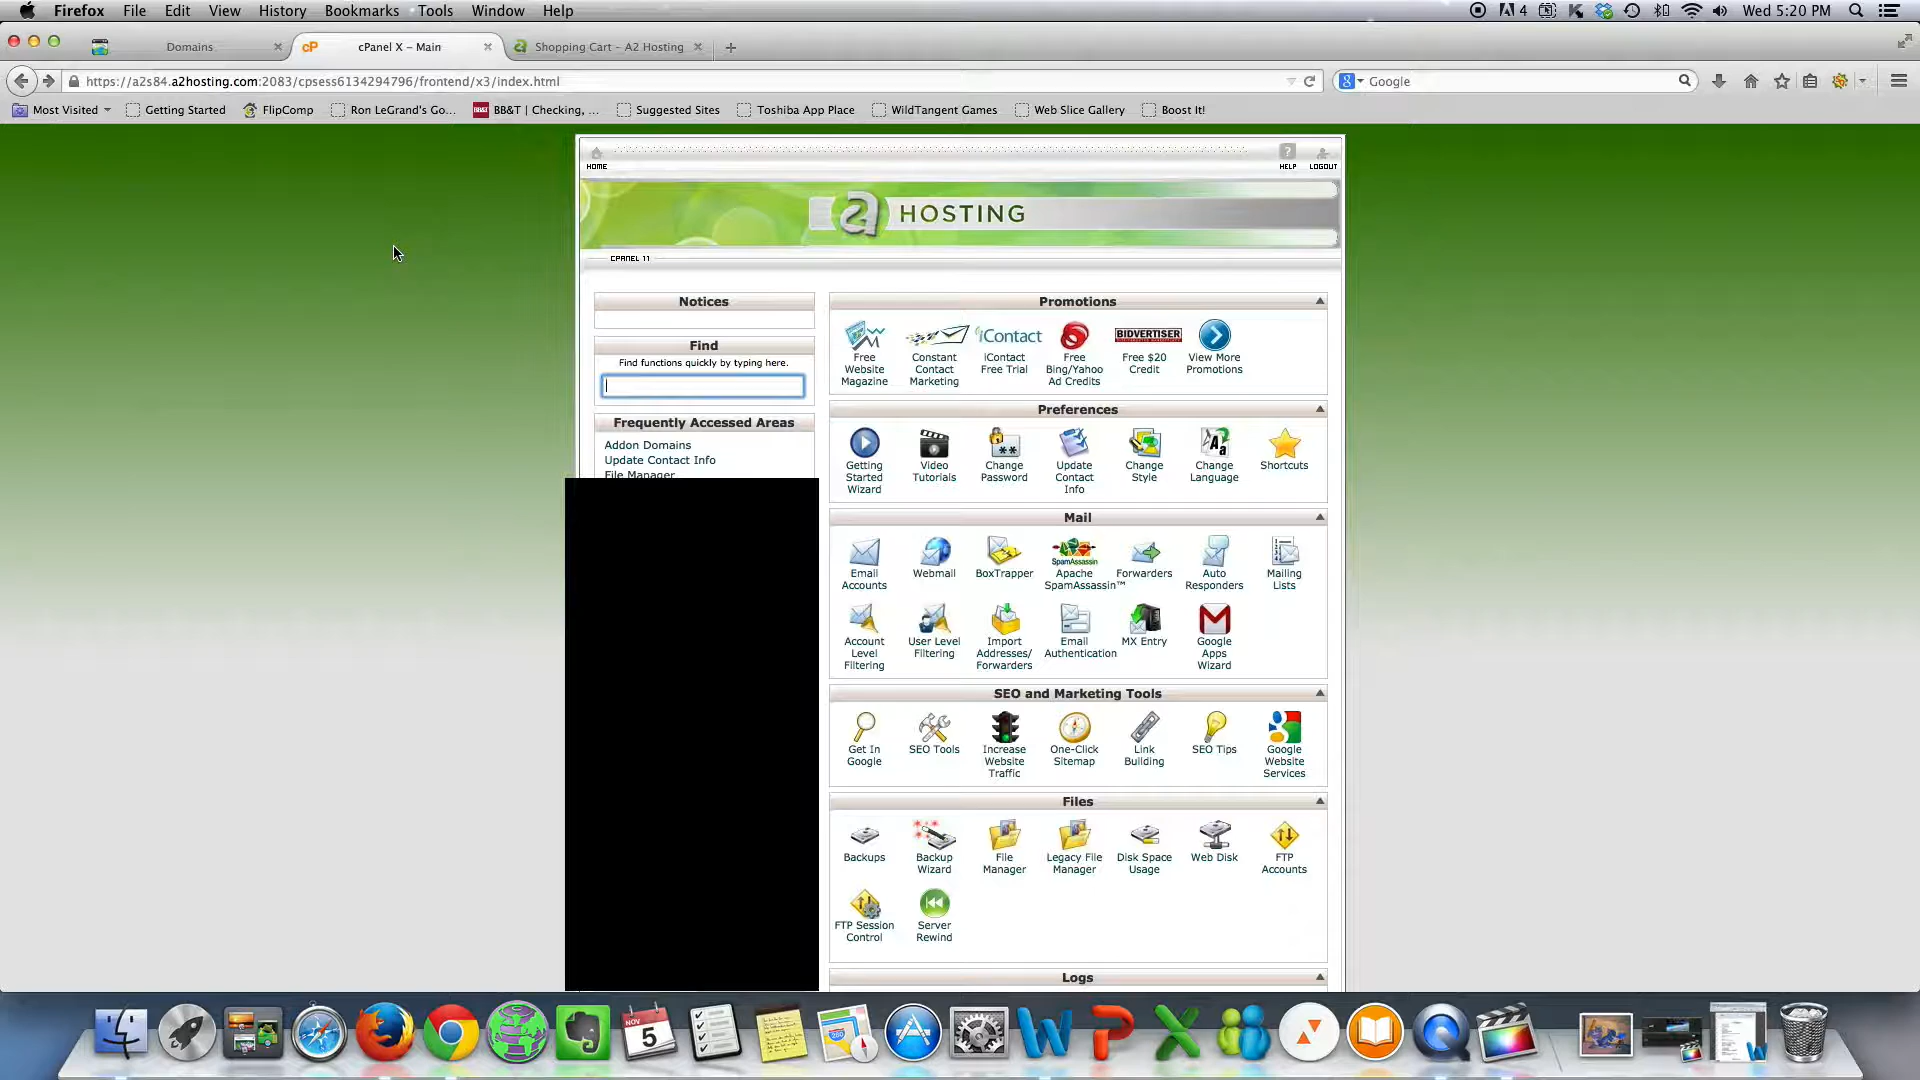 Firefox File Edit View History Bookmarks Tools Window Help 4 Wed 5:20 PM
Domains cPanel X – Main Shopping Cart – A2 Hosting
https://a2s84.a2hosting.com:2083/cpsess6134294796/frontend/x3/index.html Google
Most Visited Getting Started FlipComp Ron LeGrand's Go... BB&T | Checking, ... Suggested Sites Toshiba App Place WildTangent Games Web Slice Gallery Boost It!
HOME HELP LOGOUT
a HOSTING
CPANEL 11
Notices
Find
Find functions quickly by typing here.
Frequently Accessed Areas
Addon Domains
Update Contact Info
File Manager
Promotions
Free Website Magazine
Constant Contact Marketing
iContact
iContact Free Trial
Free Bing/Yahoo Ad Credits
BIDVERTISER
Free $20 Credit
View More Promotions
Preferences
Getting Started Wizard
Video Tutorials
Change Password
Update Contact Info
Change Style
Change Language
Shortcuts
Mail
Email Accounts
Webmail
BoxTrapper
SpamAssassin
Apache SpamAssassin™
Forwarders
Auto Responders
Mailing Lists
Account Level Filtering
User Level Filtering
Import Addresses/ Forwarders
Email Authentication
MX Entry
Google Apps Wizard
SEO and Marketing Tools
Get In Google
SEO Tools
Increase Website Traffic
One-Click Sitemap
Link Building
SEO Tips
Google Website Services
Files
Backups
Backup Wizard
File Manager
Legacy File Manager
Disk Space Usage
Web Disk
FTP Accounts
FTP Session Control
Server Rewind
Logs
NOV
5